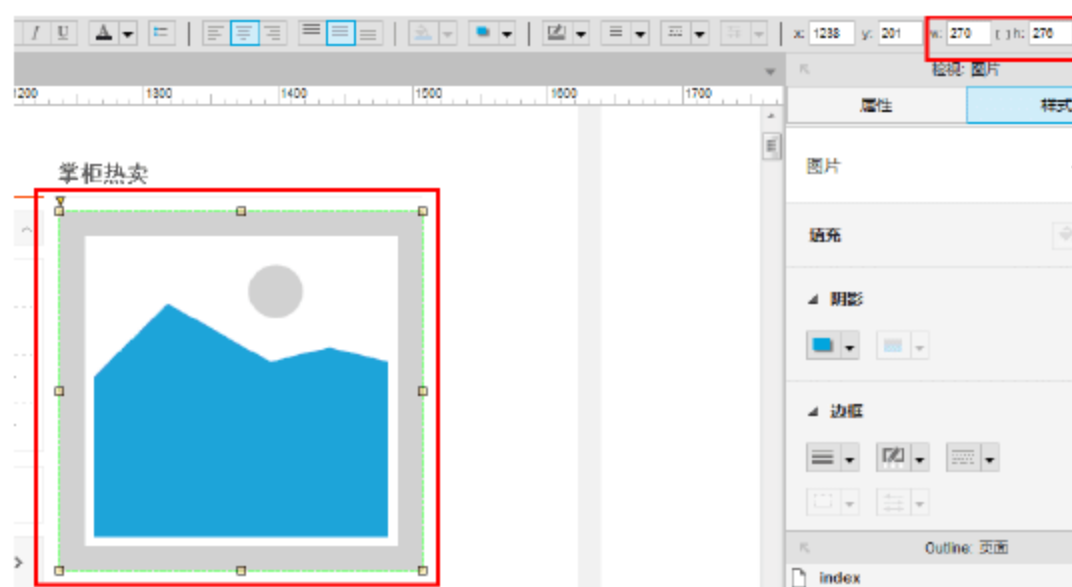 I U A x: 1238 y: 201 w: 270 h: 276
检视: 图片
1200 1300 1400 1500 1600 1700
属性 样式
掌柜热卖
图片
填充
阴影
边框
Outline: 页面
index